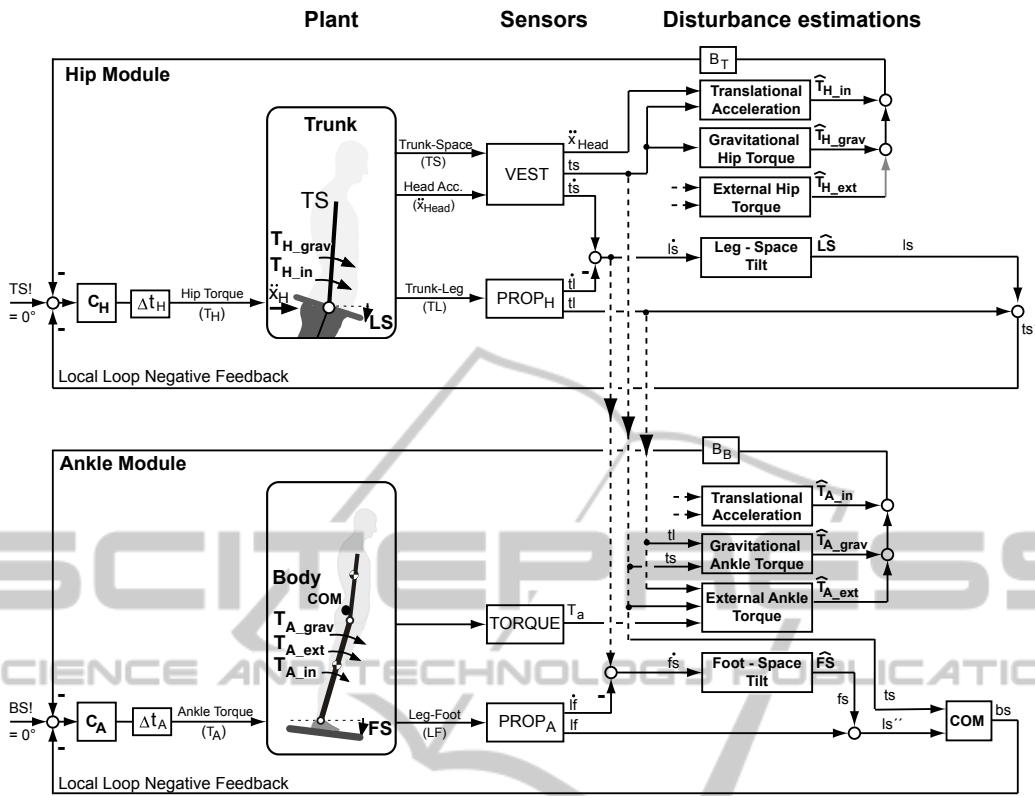 Plant
Sensors
Disturbance estimations
Hip Module
B_T
Trunk
TS
T_H_grav
T_H_in
ẍ_H
LS
TS!
= 0°
-
-
C_H
Δt_H
Hip Torque
(T_H)
Trunk-Space
(TS)
Head Acc.
(ẍ_Head)
Trunk-Leg
(TL)
VEST
ẍ_Head
ts
ṫs
PROP_H
ṫl
tl
-
l̇s
Translational
Acceleration
T̂_H_in
Gravitational
Hip Torque
T̂_H_grav
External Hip
Torque
T̂_H_ext
Leg - Space
Tilt
L̂S
ls
ts
Local Loop Negative Feedback
Ankle Module
B_B
Body
COM
T_A_grav
T_A_ext
T_A_in
FS
BS!
= 0°
-
-
C_A
Δt_A
Ankle Torque
(T_A)
Leg-Foot
(LF)
TORQUE
T_a
PROP_A
l̇f
lf
-
ḟs
Translational
Acceleration
T̂_A_in
tl
ts
Gravitational
Ankle Torque
T̂_A_grav
External Ankle
Torque
T̂_A_ext
Foot - Space
Tilt
F̂S
fs
ts
ls´´
COM
bs
Local Loop Negative Feedback
SCITEPRESS
SCIENCE AND TECHNOLOGY PUBLICATIO